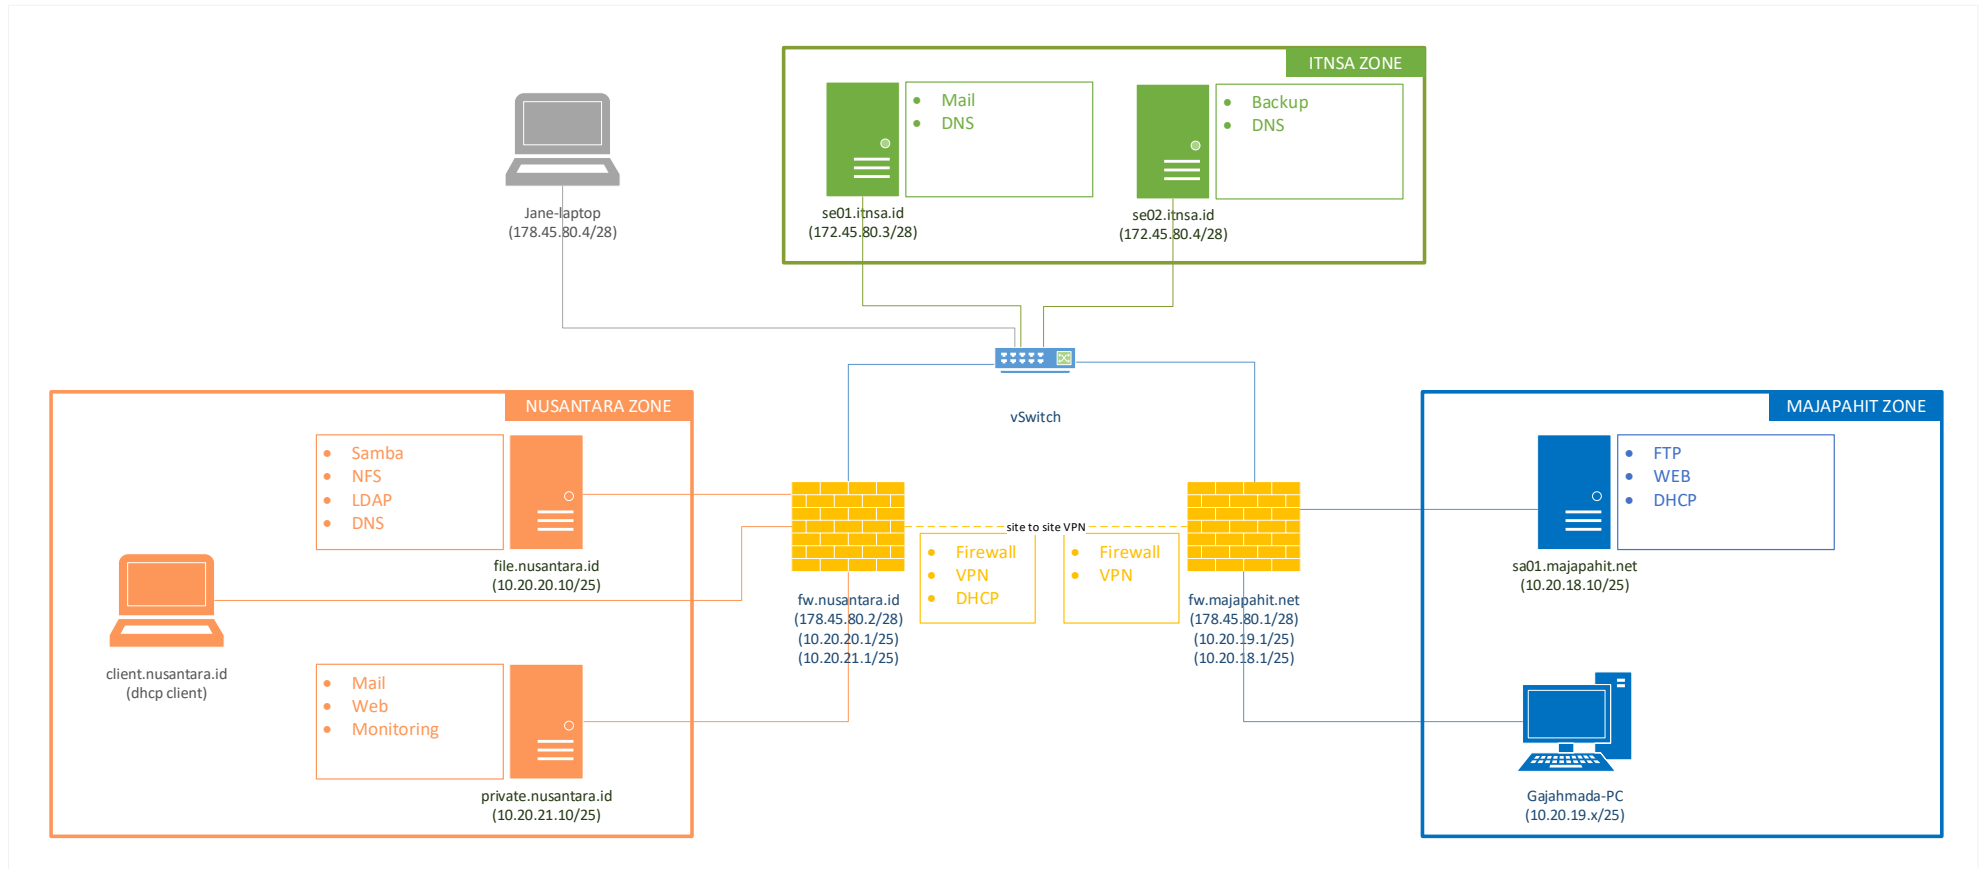 ITNSA ZONE
Mail
DNS
Backup
DNS
se01.itnsa.id
(172.45.80.3/28)
se02.itnsa.id
(172.45.80.4/28)
Jane-laptop
(178.45.80.4/28)
vSwitch
NUSANTARA ZONE
Samba
NFS
LDAP
DNS
file.nusantara.id
(10.20.20.10/25)
client.nusantara.id
(dhcp client)
Mail
Web
Monitoring
private.nusantara.id
(10.20.21.10/25)
site to site VPN
Firewall
VPN
DHCP
Firewall
VPN
fw.nusantara.id
(178.45.80.2/28)
(10.20.20.1/25)
(10.20.21.1/25)
fw.majapahit.net
(178.45.80.1/28)
(10.20.19.1/25)
(10.20.18.1/25)
MAJAPAHIT ZONE
FTP
WEB
DHCP
sa01.majapahit.net
(10.20.18.10/25)
Gajahmada-PC
(10.20.19.x/25)